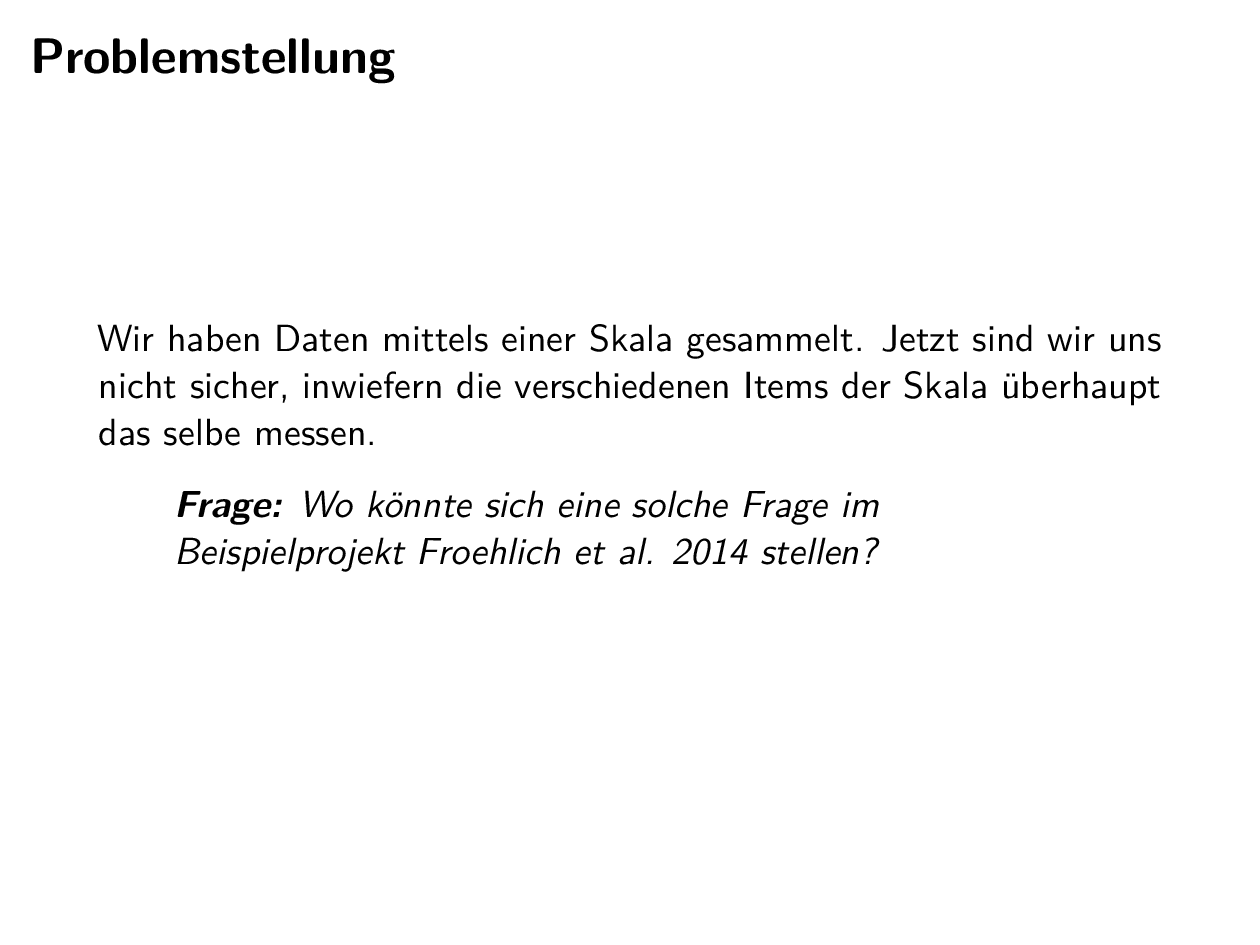 Problemstellung
Wir haben Daten mittels einer Skala gesammelt. Jetzt sind wir uns
nicht sicher, inwiefern die verschiedenen Items der Skala überhaupt
das selbe messen.
Frage: Wo könnte sich eine solche Frage im
Beispielprojekt Froehlich et al. 2014 stellen?